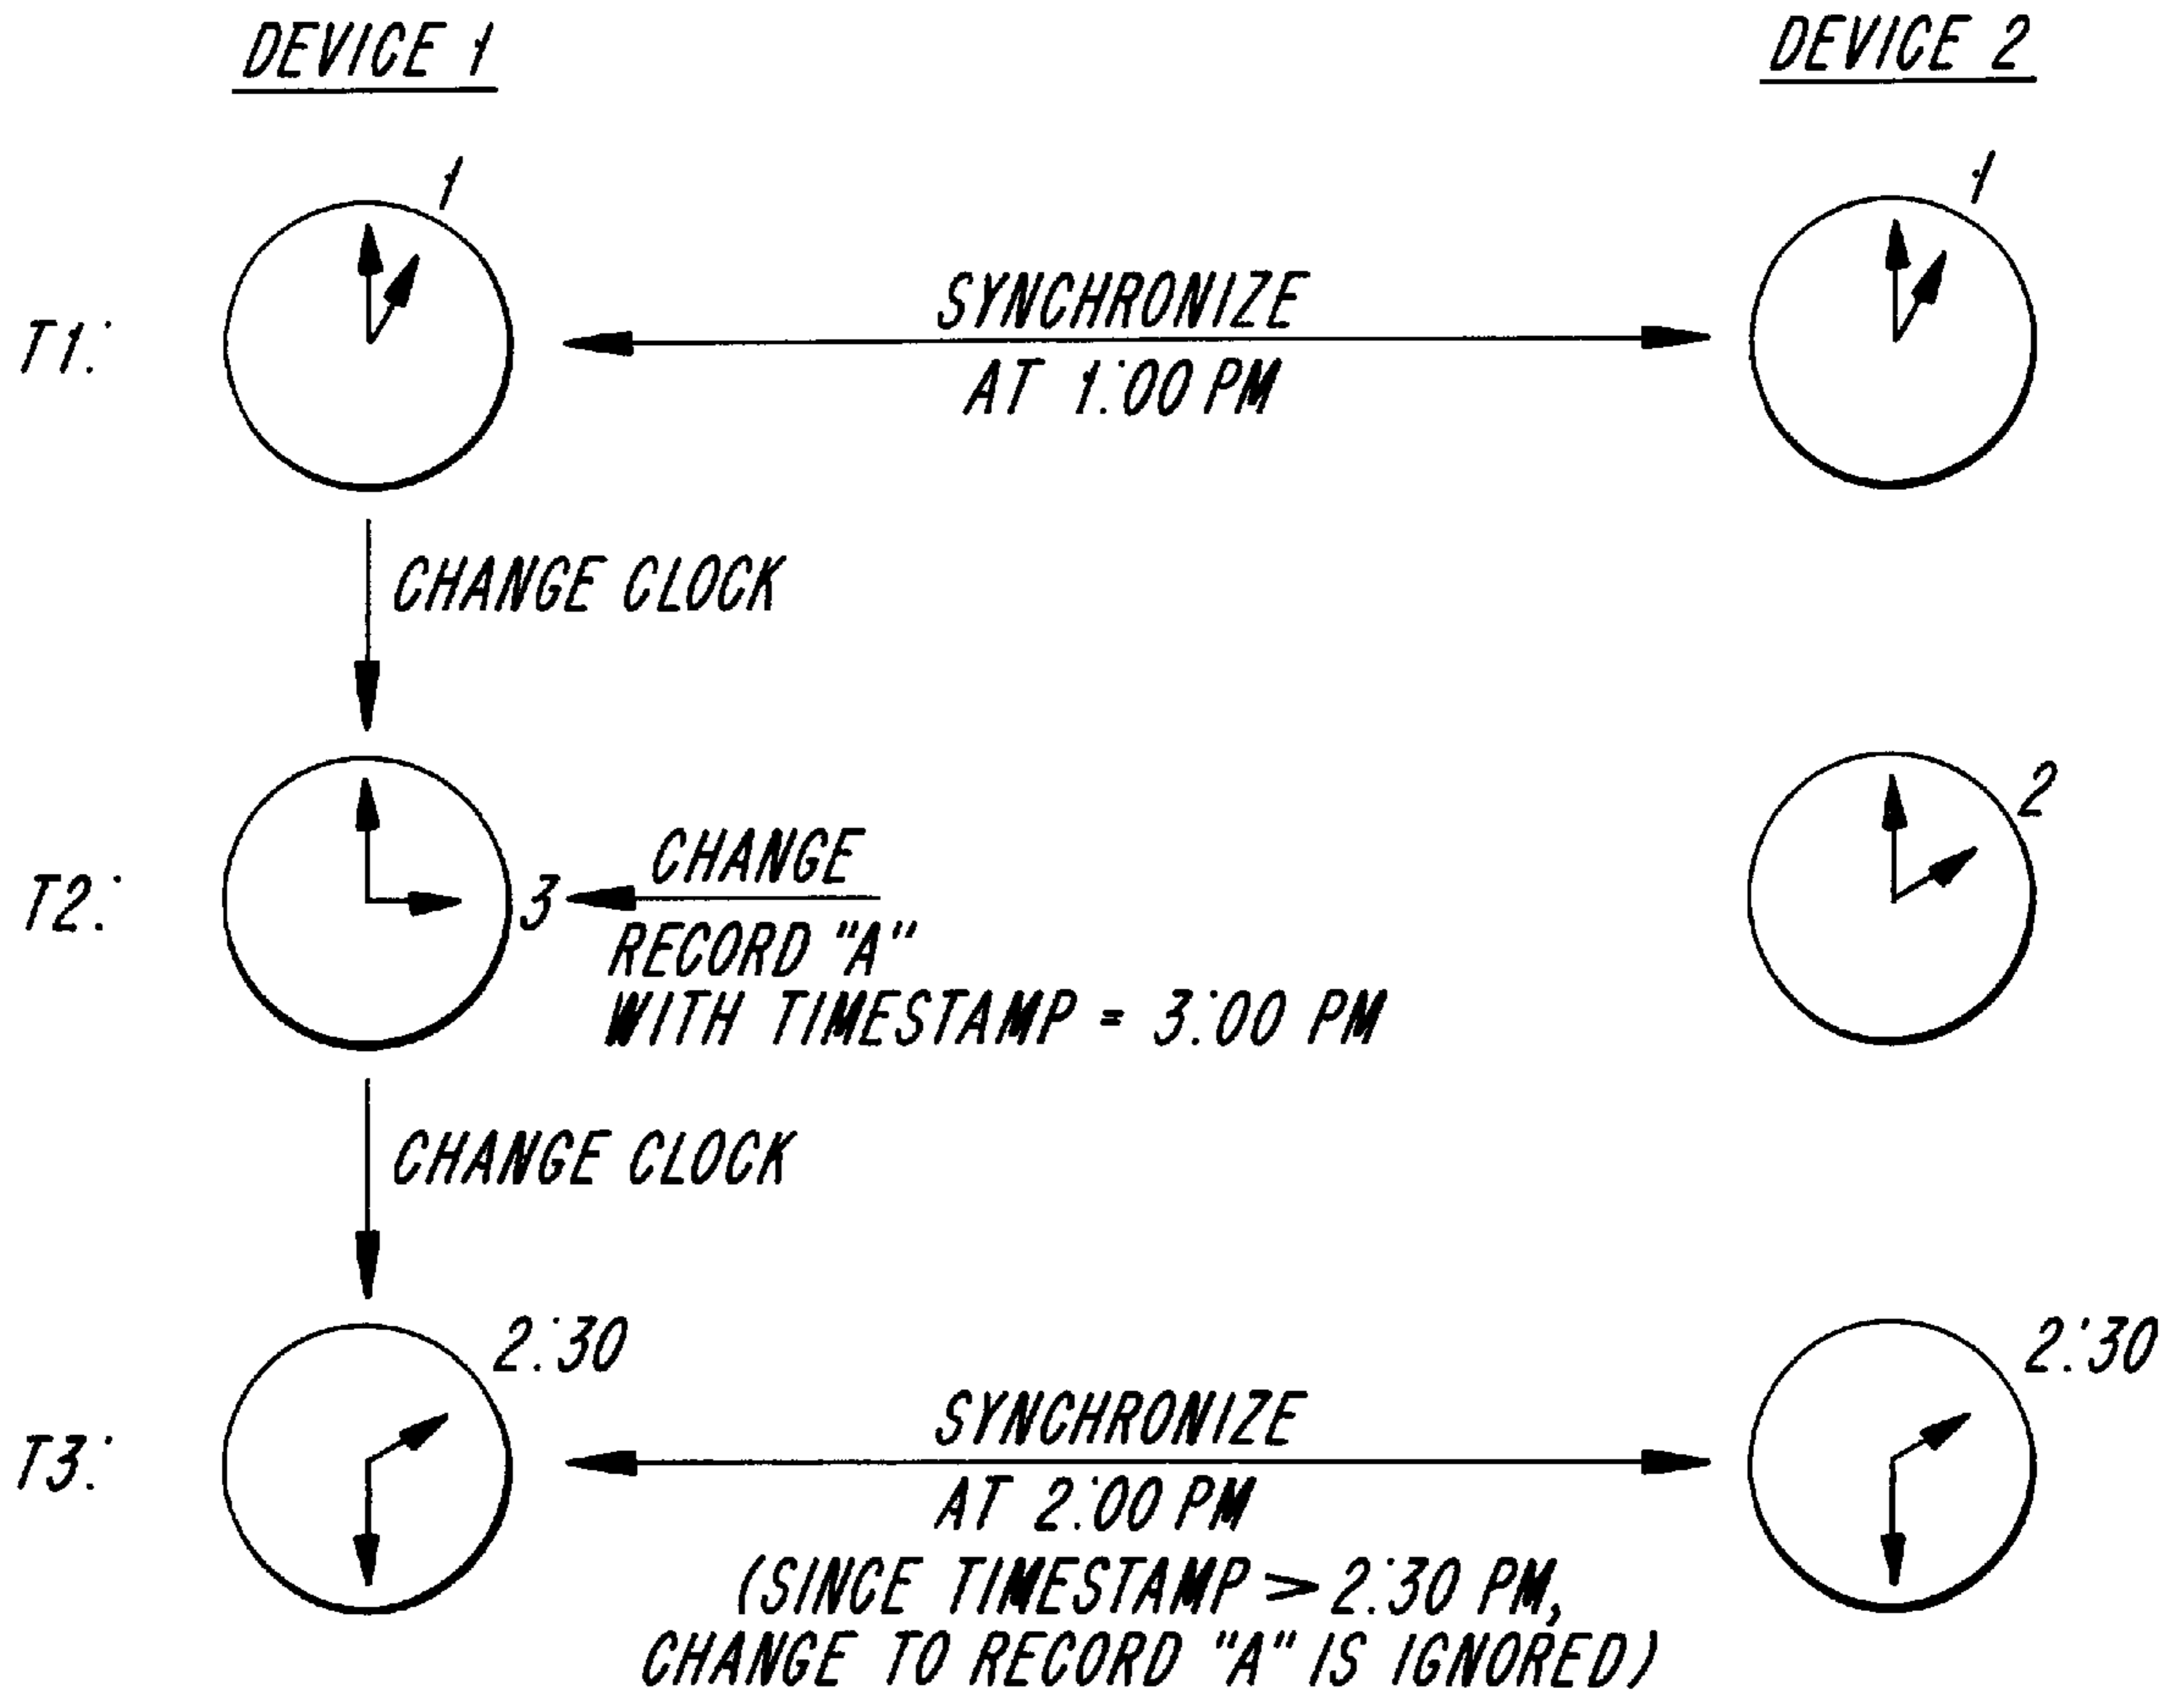 DEVICE 1
DEVICE 2
1
1
T1:
SYNCHRONIZE
AT 1:00 PM
CHANGE CLOCK
2
T2:
3
CHANGE
RECORD "A"
WITH TIMESTAMP = 3:00 PM
CHANGE CLOCK
2:30
2:30
T3:
SYNCHRONIZE
AT 2:00 PM
(SINCE TIMESTAMP > 2:30 PM,
CHANGE TO RECORD "A" IS IGNORED)